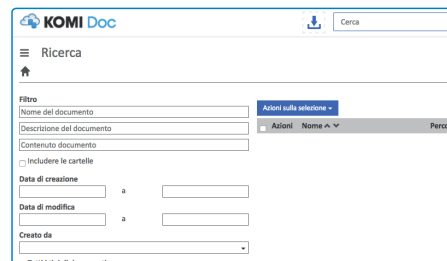 KOMI Doc
Cerca
Ricerca
Filtro
Nome del documento
Descrizione del documento
Contenuto documento
Includere le cartelle
Data di creazione
a
Data di modifica
a
Creato da
Azioni sulla selezione
Azioni Nome